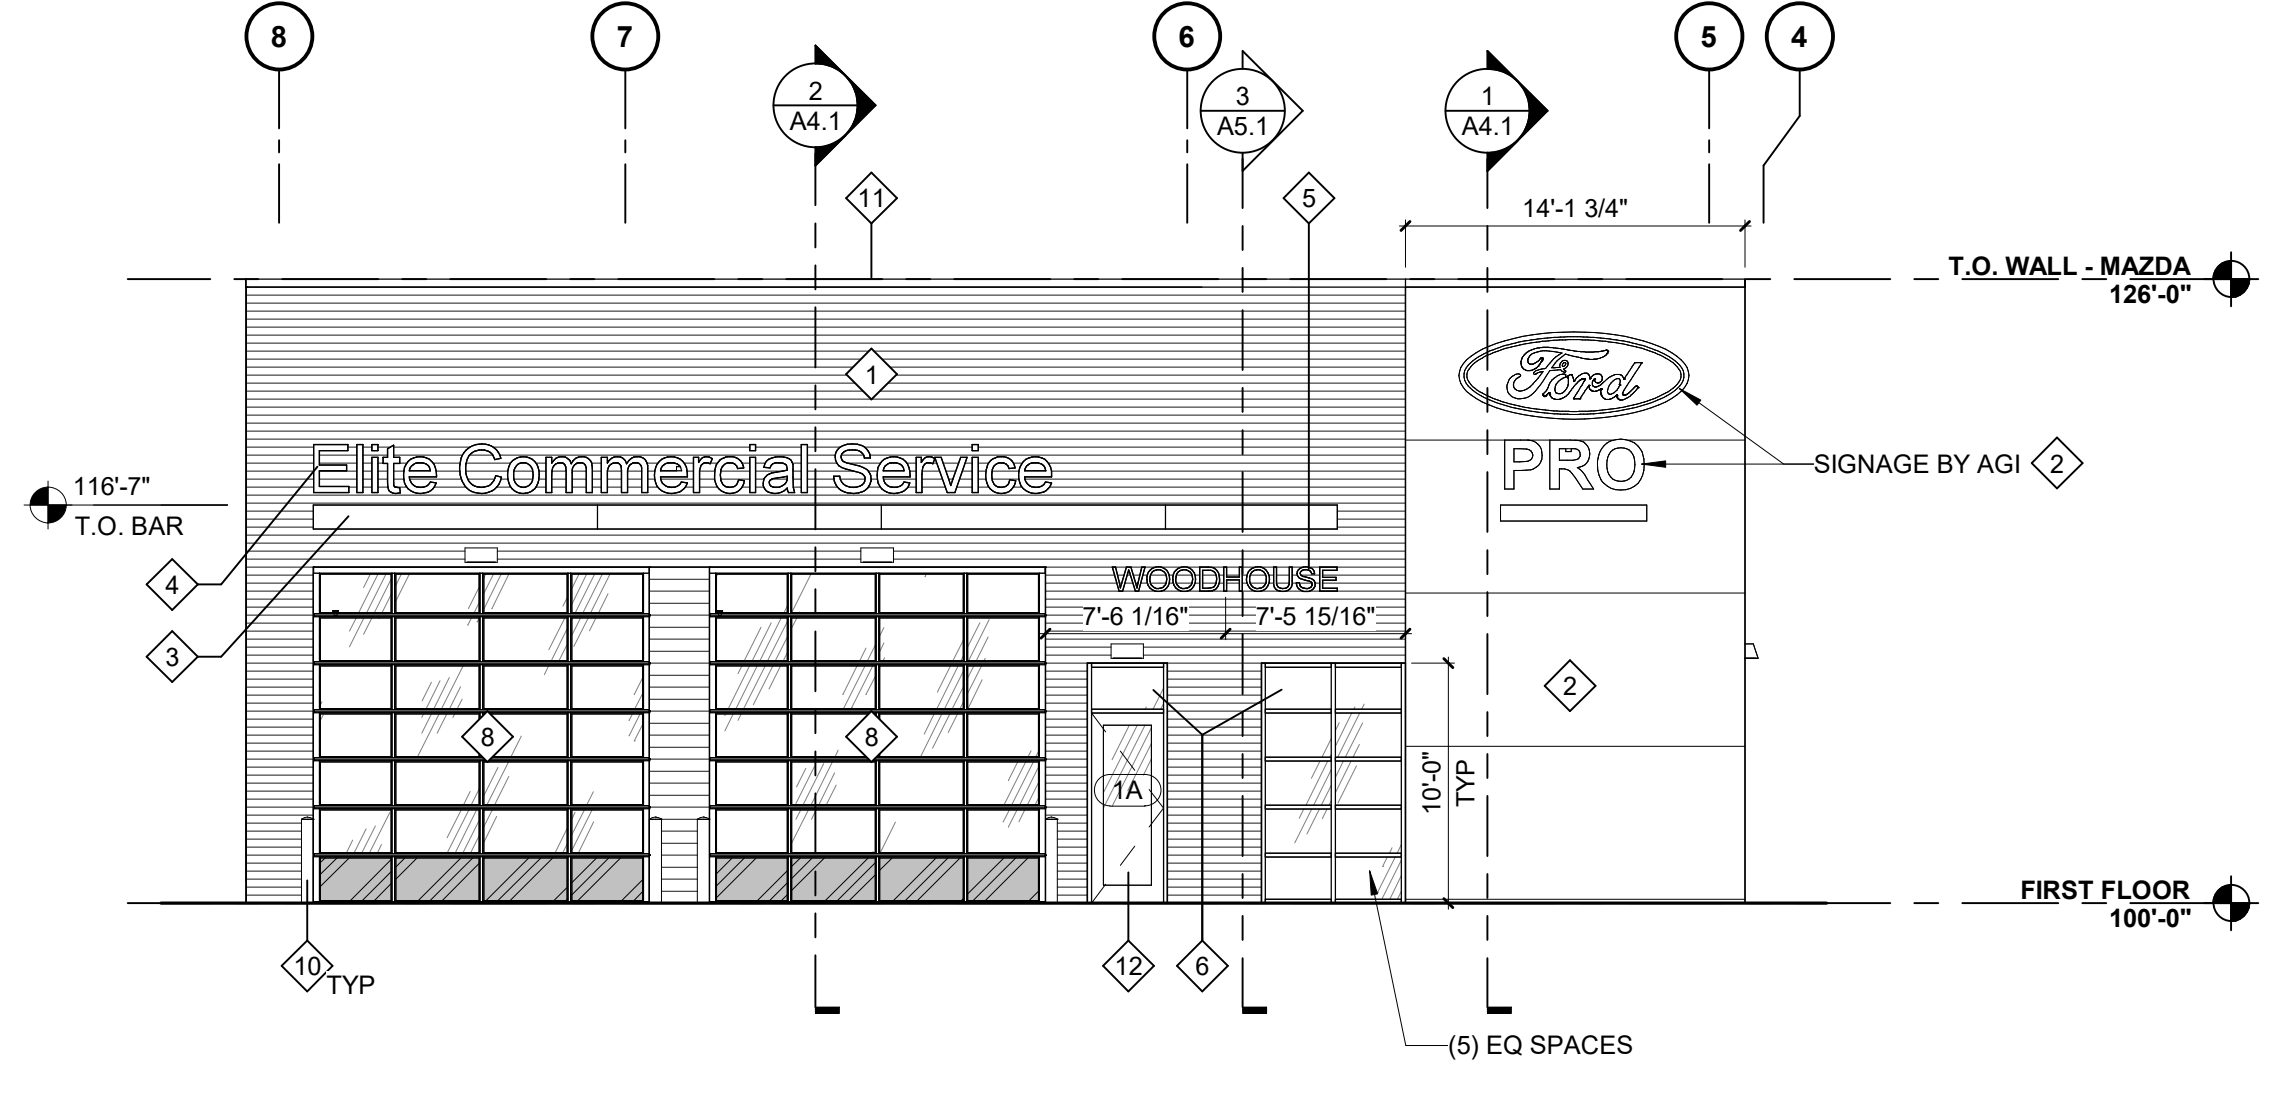 8
7
6
5
4
2
A4.1
3
A5.1
1
A4.1
11
5
14'-1 3/4"
T.O. WALL - MAZDA
126'-0"
1
Ford
Elite Commercial Service
PRO
SIGNAGE BY AGI 2
116'-7"
T.O. BAR
4
WOODHOUSE
7'-6 1/16"
7'-5 15/16"
3
2
8
8
1A
10'-0"
TYP
FIRST FLOOR
100'-0"
10
TYP
12
6
(5) EQ SPACES